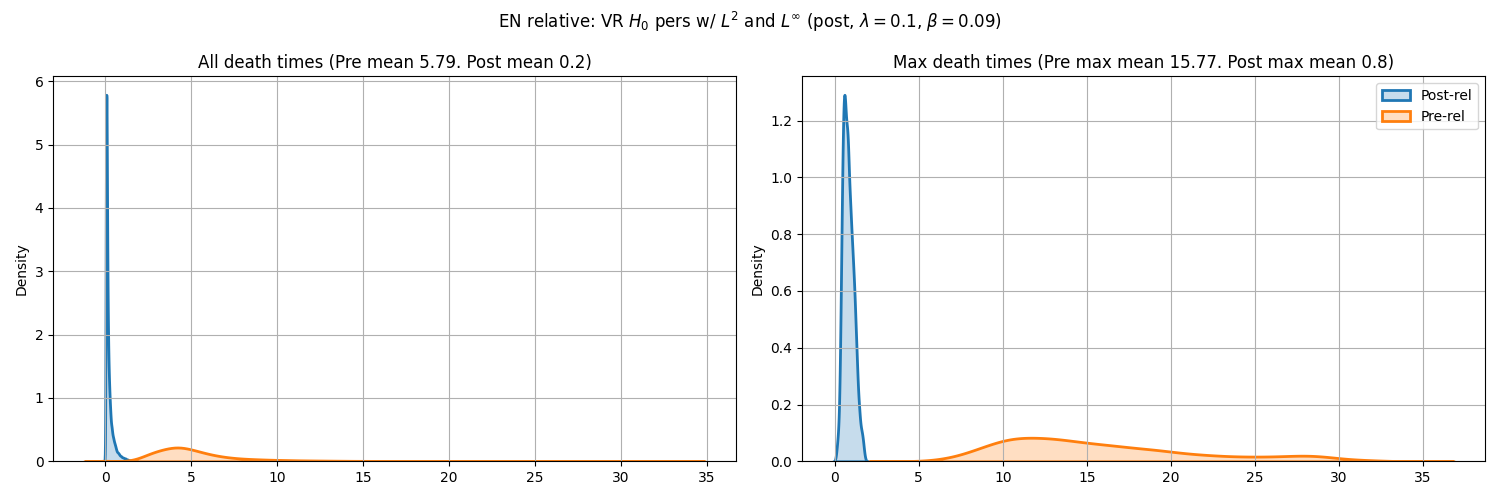 EN relative: VR $H_0$ pers w/ $L^2$ and $L^\infty$ (post, $\lambda = 0.1$, $\beta = 0.09$)
All death times (Pre mean 5.79. Post mean 0.2)
Density
6
5
4
3
2
1
0
0 5 10 15 20 25 30 35
Max death times (Pre max mean 15.77. Post max mean 0.8)
Post-rel
Pre-rel
Density
1.2
1.0
0.8
0.6
0.4
0.2
0.0
0 5 10 15 20 25 30 35